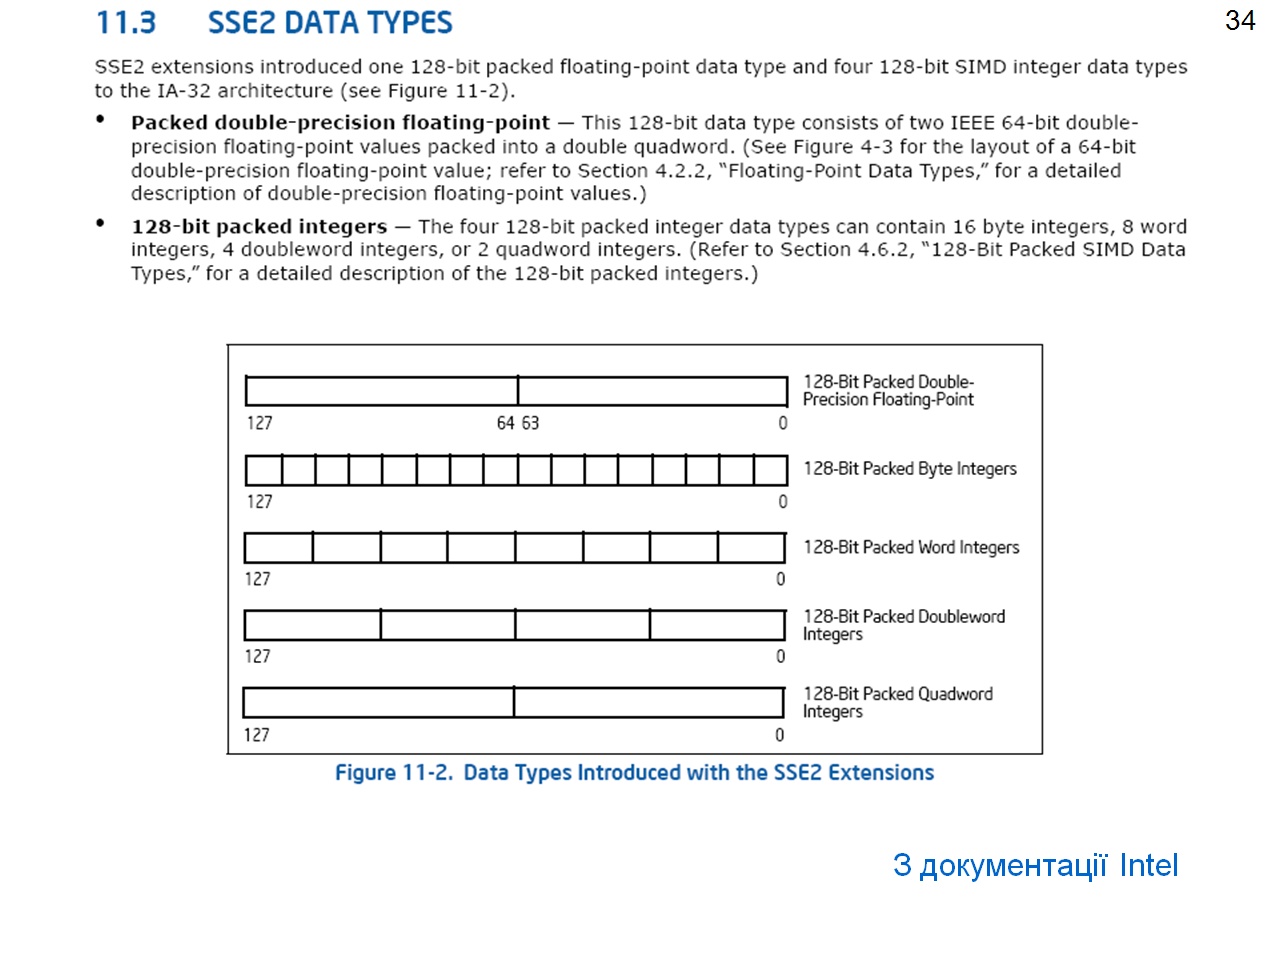 34
11.3 SSE2 DATA TYPES
SSE2 extensions introduced one 128-bit packed floating-point data type and four 128-bit SIMD integer data types
to the IA-32 architecture (see Figure 11-2).
• Packed double-precision floating-point — This 128-bit data type consists of two IEEE 64-bit double-
precision floating-point values packed into a double quadword. (See Figure 4-3 for the layout of a 64-bit
double-precision floating-point value; refer to Section 4.2.2, “Floating-Point Data Types,” for a detailed
description of double-precision floating-point values.)
• 128-bit packed integers — The four 128-bit packed integer data types can contain 16 byte integers, 8 word
integers, 4 doubleword integers, or 2 quadword integers. (Refer to Section 4.6.2, “128-Bit Packed SIMD Data
Types,” for a detailed description of the 128-bit packed integers.)
128-Bit Packed Double-
Precision Floating-Point
127 64 63 0
128-Bit Packed Byte Integers
127 0
128-Bit Packed Word Integers
127 0
128-Bit Packed Doubleword
Integers
127 0
128-Bit Packed Quadword
Integers
127 0
Figure 11-2. Data Types Introduced with the SSE2 Extensions
З документації Intel